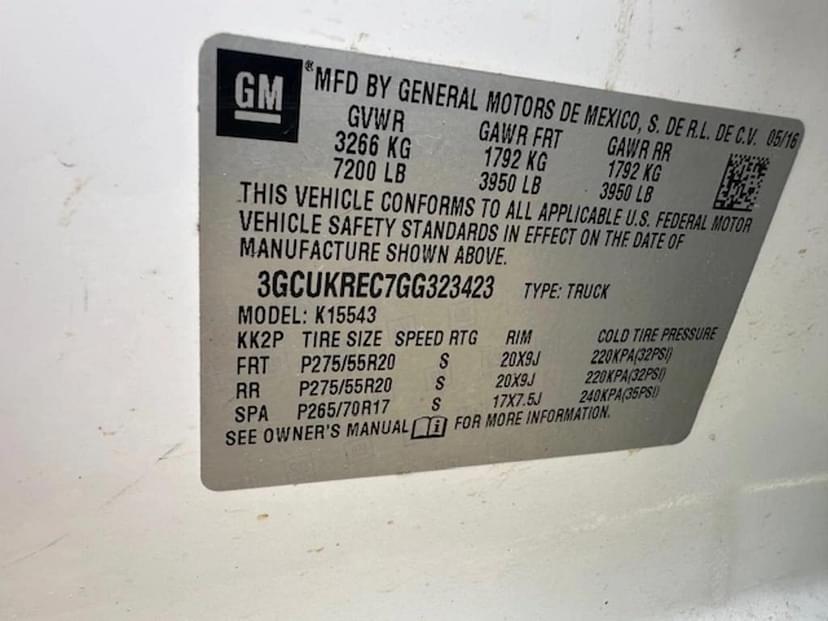 GM ® MFD BY GENERAL MOTORS DE MEXICO, S. DE R.L. DE C.V. 05/16
GVWR GAWR FRT GAWR RR
3266 KG 1792 KG 1792 KG
7200 LB 3950 LB 3950 LB
THIS VEHICLE CONFORMS TO ALL APPLICABLE U.S. FEDERAL MOTOR
VEHICLE SAFETY STANDARDS IN EFFECT ON THE DATE OF
MANUFACTURE SHOWN ABOVE.
3GCUKREC7GG323423 TYPE: TRUCK
MODEL: K15543
KK2P TIRE SIZE SPEED RTG RIM COLD TIRE PRESSURE
FRT P275/55R20 S 20X9J 220KPA(32PSI)
RR P275/55R20 S 20X9J 220KPA(32PSI)
SPA P265/70R17 S 17X7.5J 240KPA(35PSI)
SEE OWNER'S MANUAL i FOR MORE INFORMATION.